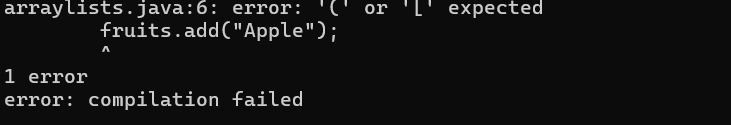 arraylists.java:6: error: '(' or '[' expected
        fruits.add("Apple");
        ^
1 error
error: compilation failed